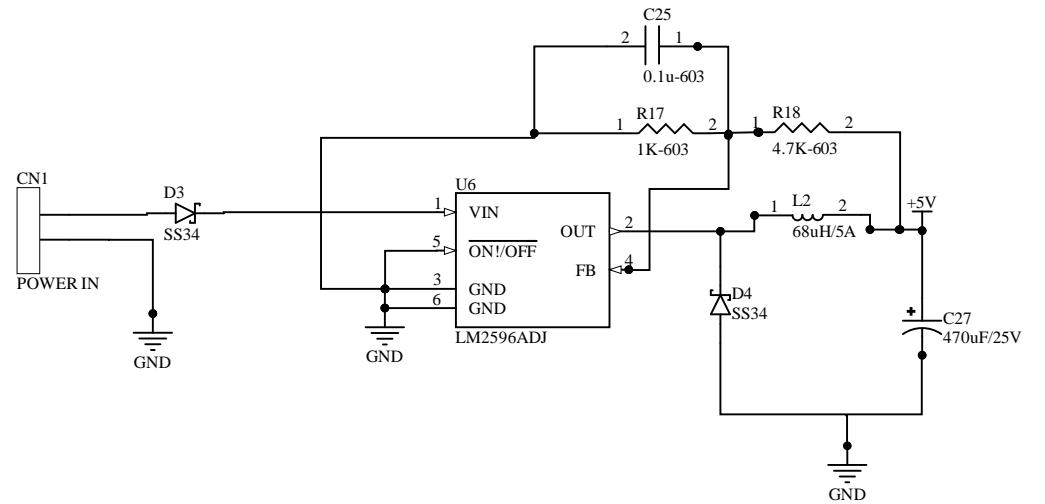 C25
2 1
0.1u-603
R17
1 2
1K-603
R18
1 2
4.7K-603
CN1
POWER IN
D3
SS34
GND
U6
1 VIN
5 ON!/OFF
3 GND
6 GND
OUT 2
FB 4
LM2596ADJ
GND
L2
1 2
68uH/5A
+5V
D4
SS34
+
C27
470uF/25V
GND